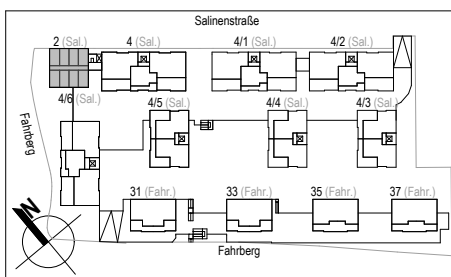 Salinenstraße
2 (Sal.) 4 (Sal.) 4/1 (Sal.) 4/2 (Sal.)
4/6 (Sal.) 4/5 (Sal.) 4/4 (Sal.) 4/3 (Sal.)
Fahrberg
31 (Fahr.) 33 (Fahr.) 35 (Fahr.) 37 (Fahr.)
N
Fahrberg